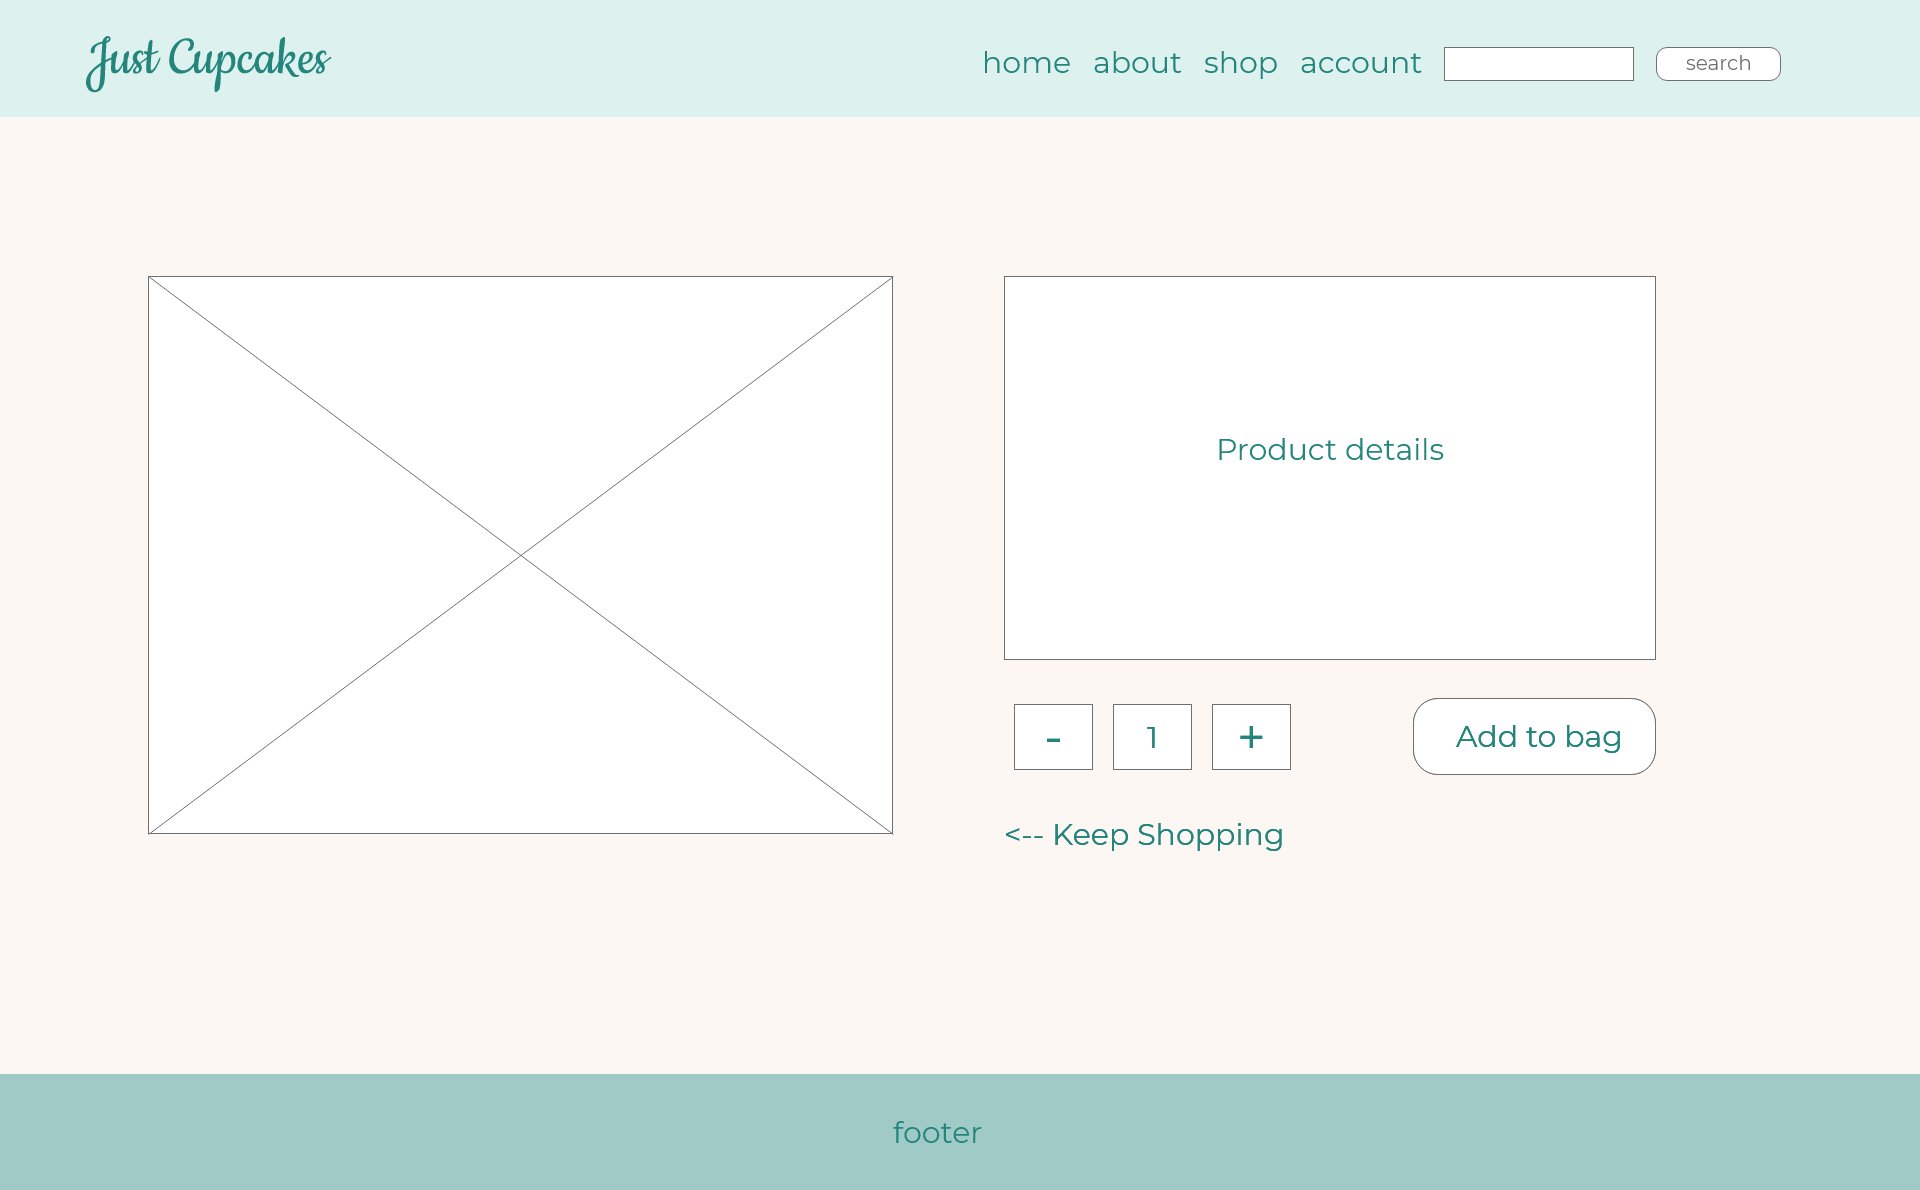 Just Cupcakes
home about shop account search
Product details
- 1 + Add to bag
<-- Keep Shopping
footer